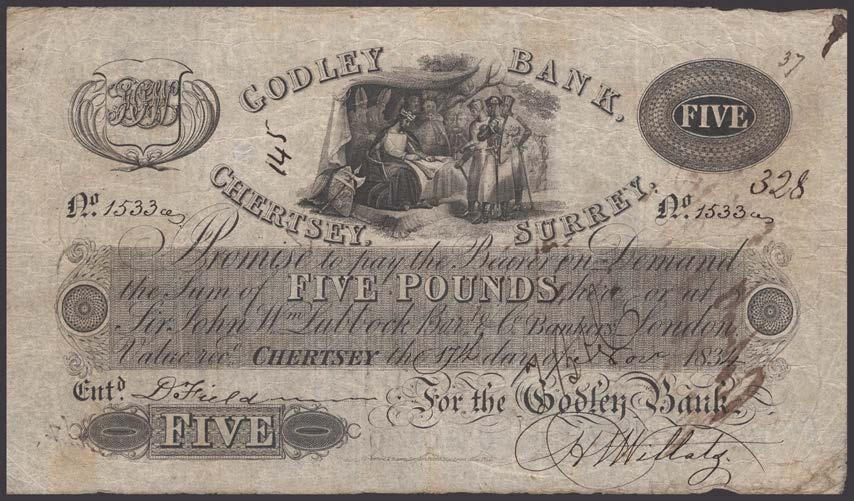 GODLEY BANK,
37
FIVE
145
CHERTSEY, SURREY,
328
No. 1533 a
No. 1533 a
I Promise to pay the Bearer on Demand
the Sum of FIVE POUNDS, here or at
Sir John Wm. Lubbock Bart. & Co. Bankers London.
Value recd. CHERTSEY the 17th day of Nov 1834
Entd. D. Field
For the Godley Bank.
FIVE